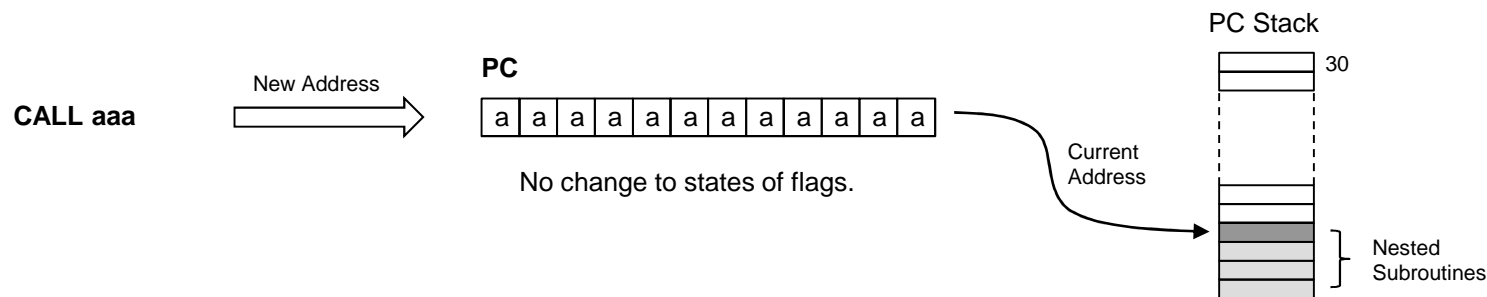 PC Stack
30
PC
New Address
CALL aaa
a a a a a a a a a a a a
Current
Address
No change to states of flags.
Nested
Subroutines